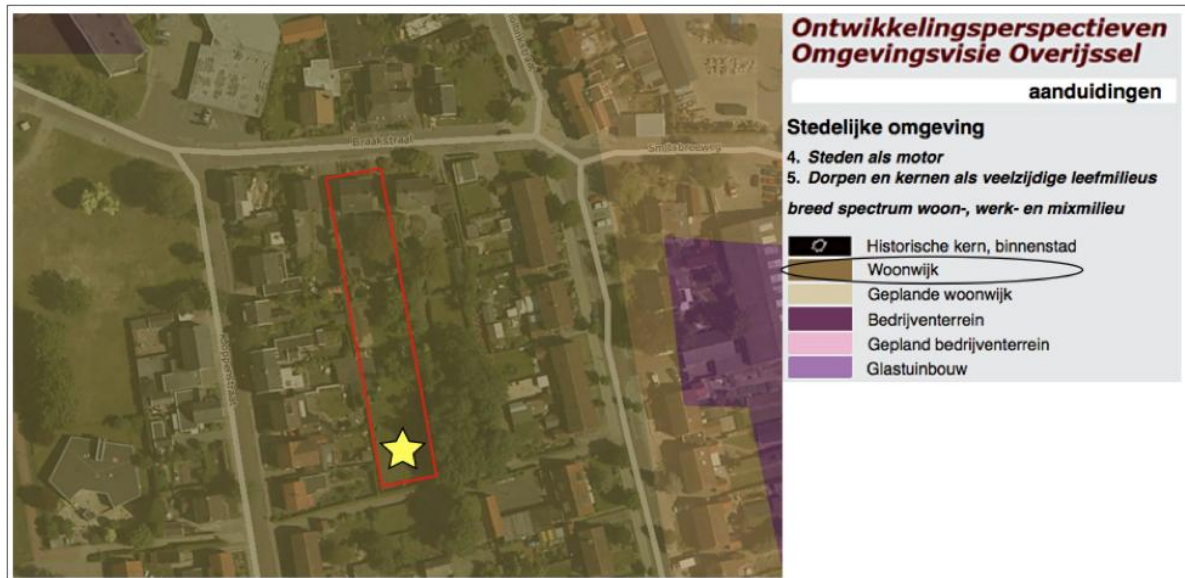 Ontwikkelingsperspectieven
Omgevingsvisie Overijssel
aanduidingen
Stedelijke omgeving
4. Steden als motor
5. Dorpen en kernen als veelzijdige leefmilieus
breed spectrum woon-, werk- en mixmilieu
Historische kern, binnenstad
Woonwijk
Geplande woonwijk
Bedrijventerrein
Gepland bedrijventerrein
Glastuinbouw
Braakstraat